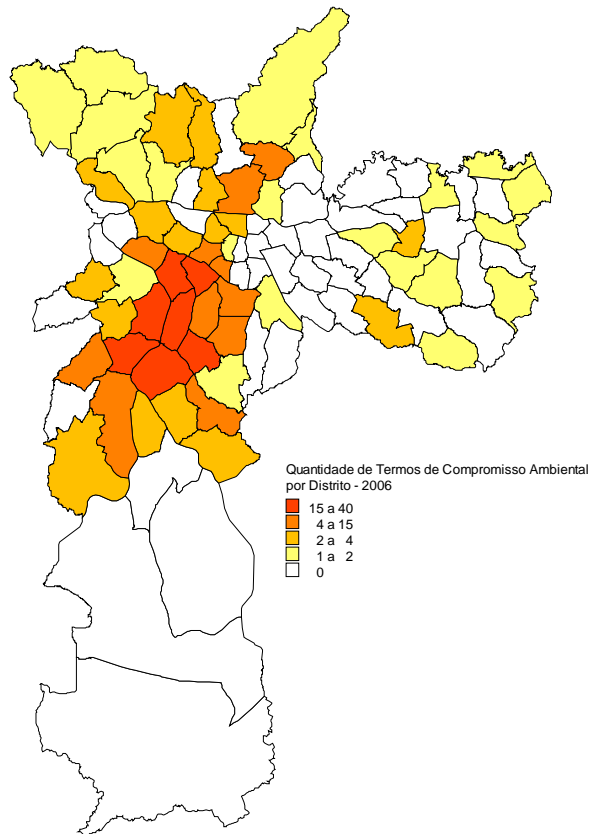 Quantidade de Termos de Compromisso Ambiental
por Distrito - 2006
15 a 40
4 a 15
2 a 4
1 a 2
0